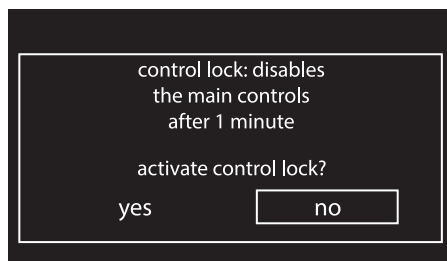 control lock: disables
the main controls
after 1 minute
activate control lock?
yes no